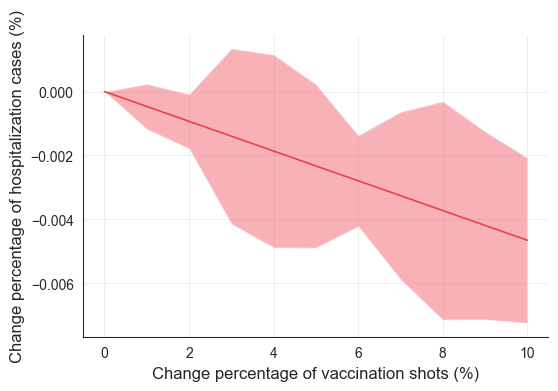 Change percentage of hospitalization cases (%)
0.000
−0.002
−0.004
−0.006
0 2 4 6 8 10
Change percentage of vaccination shots (%)